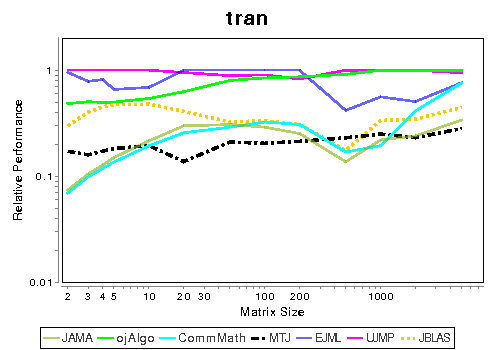 tran
Relative Performance
1
0.1
0.01
2 3 4 5 10 20 30 100 200 1000
Matrix Size
JAMA ojAlgo CommMath MTJ EJML UJMP JBLAS